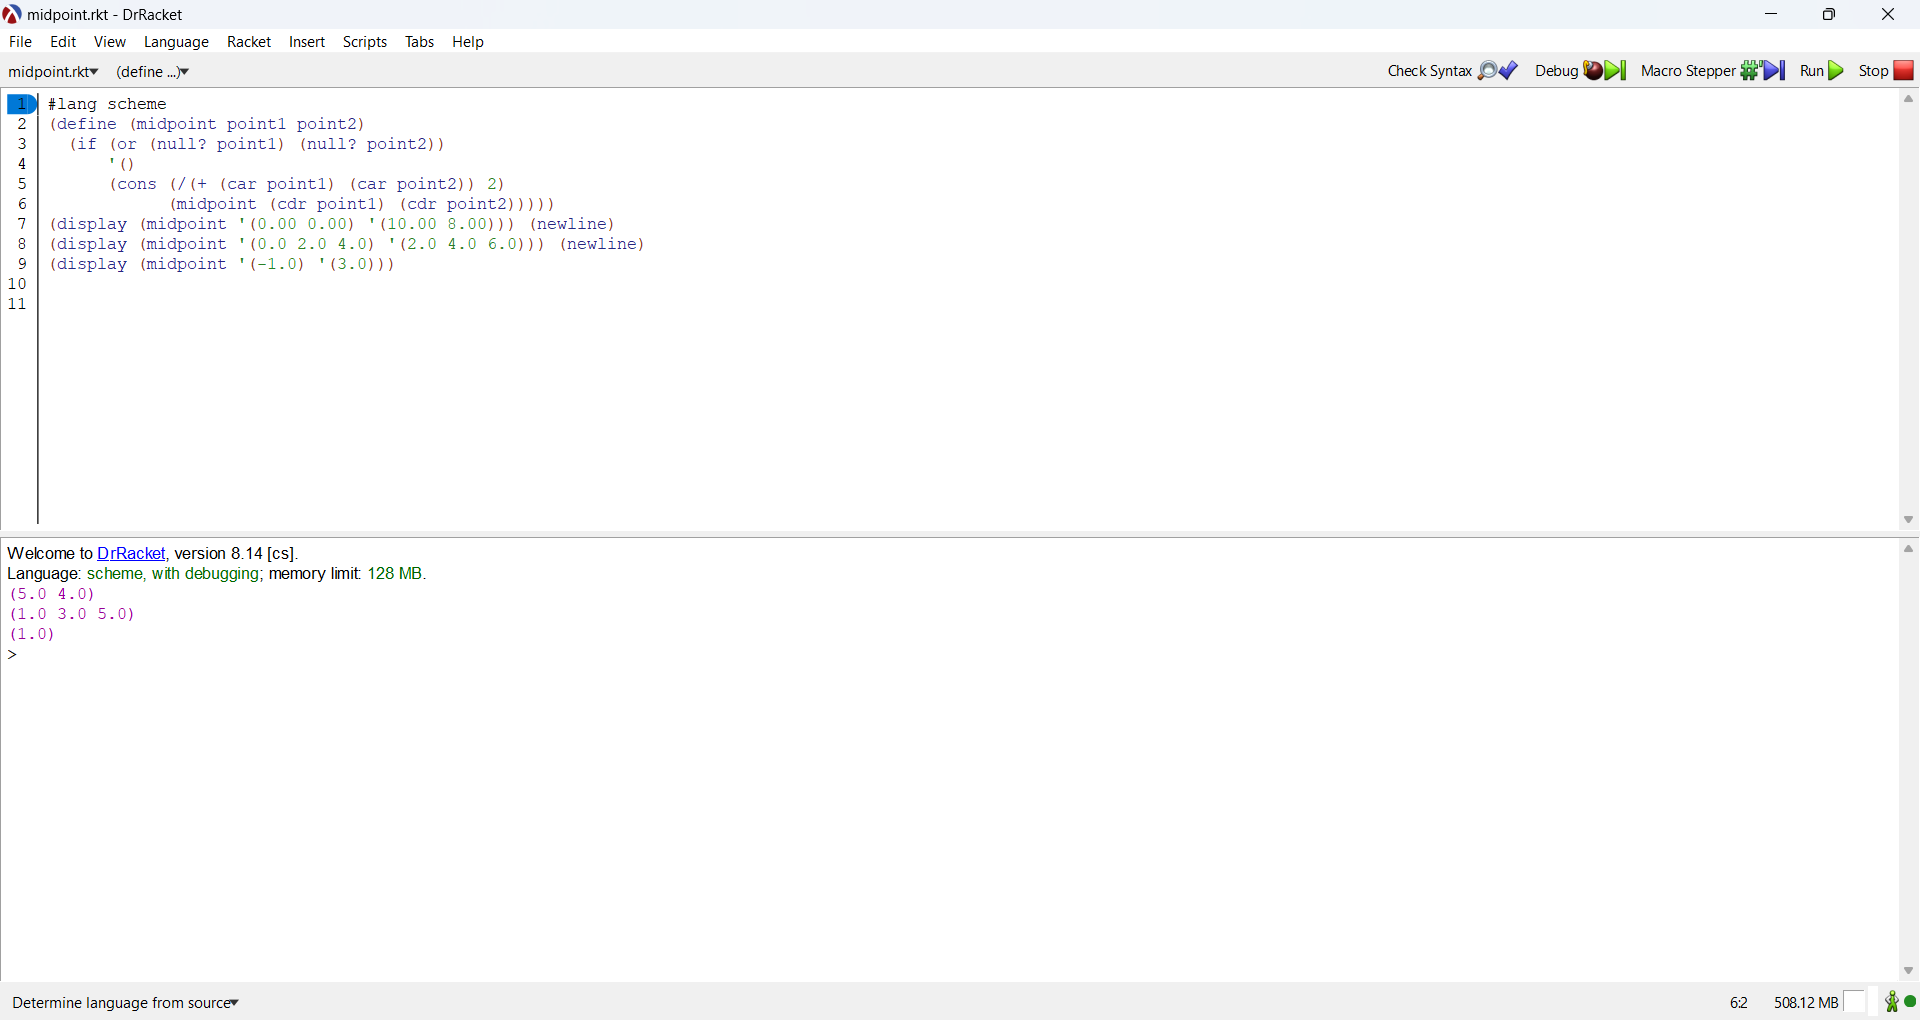 midpoint.rkt - DrRacket
File Edit View Language Racket Insert Scripts Tabs Help
midpoint.rkt (define ...) Check Syntax Debug Macro Stepper Run Stop
1 #lang scheme
2 (define (midpoint point1 point2)
3 (if (or (null? point1) (null? point2))
4 '()
5 (cons (/(+ (car point1) (car point2)) 2)
6 (midpoint (cdr point1) (cdr point2)))))
7 (display (midpoint '(0.00 0.00) '(10.00 8.00))) (newline)
8 (display (midpoint '(0.0 2.0 4.0) '(2.0 4.0 6.0))) (newline)
9 (display (midpoint '(-1.0) '(3.0)))
10
11
Welcome to DrRacket, version 8.14 [cs].
Language: scheme, with debugging; memory limit: 128 MB.
(5.0 4.0)
(1.0 3.0 5.0)
(1.0)
>
Determine language from source 6:2 508.12 MB